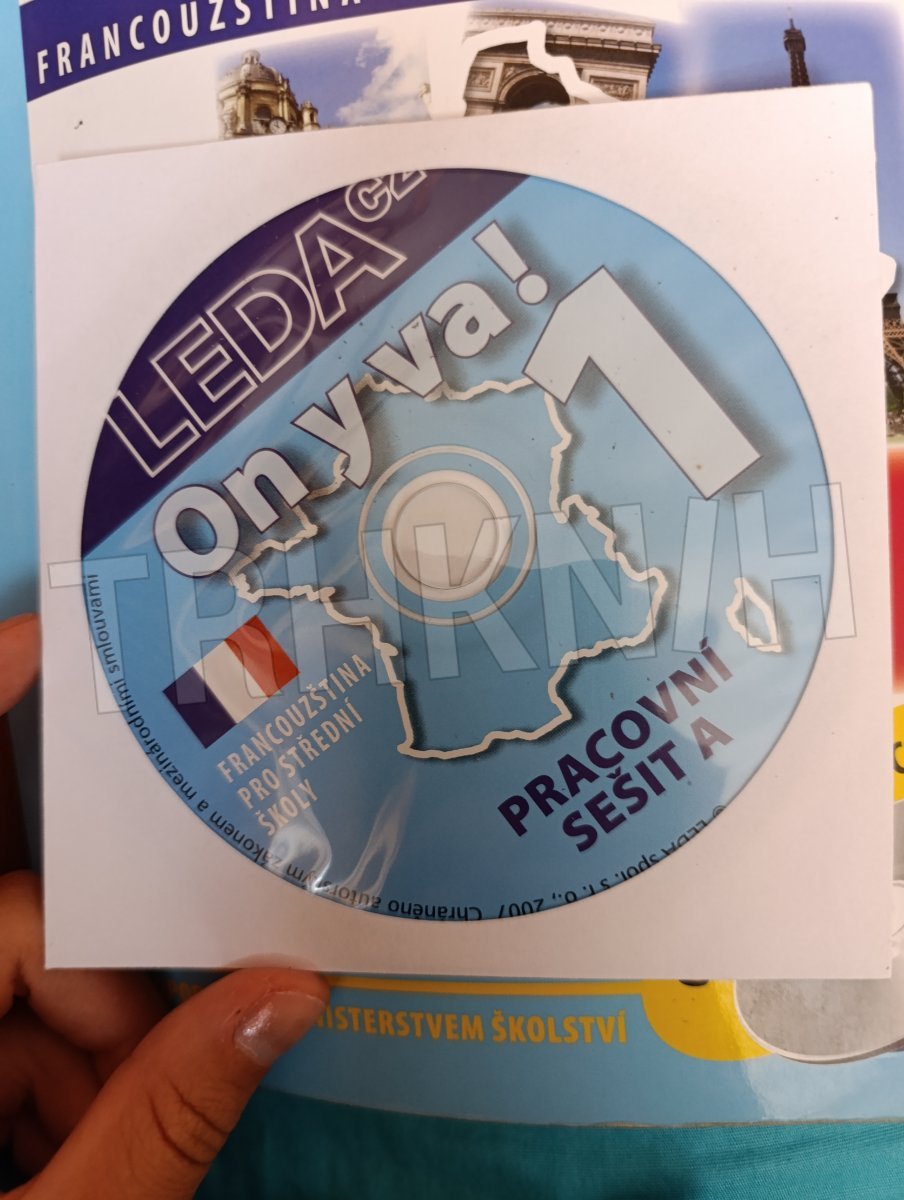 FRANCOUZŠTINA
LEDA CZ
On y va! 1
FRANCOUZŠTINA
PRO STŘEDNÍ
ŠKOLY
PRACOVNÍ
SEŠIT A
© LEDA spol. s r. o., 2007 Chráněno autorským zákonem a mezinárodními smlouvami
TRHKNIH
ISTERSTVEM ŠKOLSTVÍ